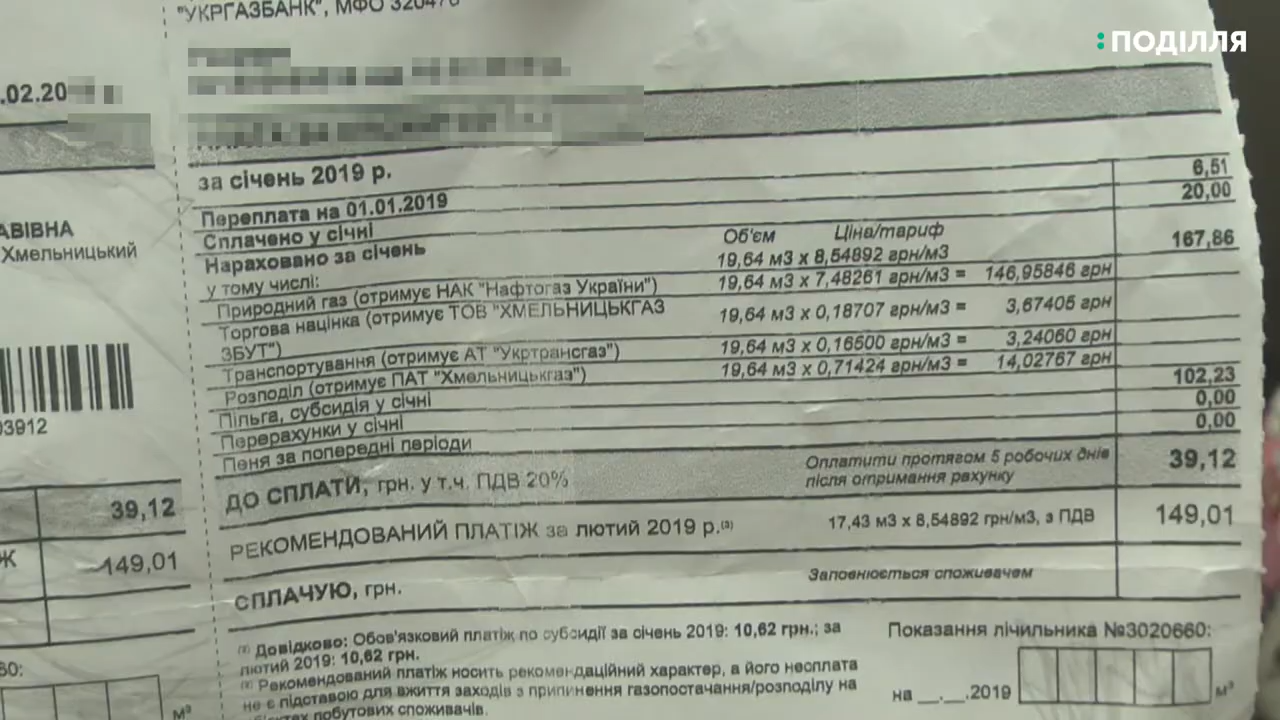 "УКРГАЗБАНК", МФО 320478
:ПОДІЛЛЯ
.02.20
за січень 2019 р.
Переплата на 01.01.2019 6,51
Сплачено у січні 20,00
Нараховано за січень Об'єм Ціна/тариф
19,64 м3 х 8,54892 грн/м3 167,86
у тому числі:
Природний газ (отримує НАК "Нафтогаз України") 19,64 м3 х 7,48261 грн/м3 = 146,95846 грн
Торгова націнка (отримує ТОВ "ХМЕЛЬНИЦЬКГАЗ
ЗБУТ") 19,64 м3 х 0,18707 грн/м3 = 3,67405 грн
Транспортування (отримує АТ "Укртрансгаз") 19,64 м3 х 0,16500 грн/м3 = 3,24060 грн
Розподіл (отримує ПАТ "Хмельницькгаз") 19,64 м3 х 0,71424 грн/м3 = 14,02767 грн
Пільга, субсидія у січні 102,23
Перерахунки у січні 0,00
Пеня за попередні періоди 0,00
ДО СПЛАТИ, грн. у т.ч. ПДВ 20% Оплатити протягом 5 робочих днів
після отримання рахунку 39,12
РЕКОМЕНДОВАНИЙ ПЛАТІЖ за лютий 2019 р.(3) 17,43 м3 х 8,54892 грн/м3, з ПДВ 149,01
СПЛАЧУЮ, грн. Заповнюється споживачем
Довідково: Обов'язковий платіж по субсидії за січень 2019: 10,62 грн.; за
лютий 2019: 10,62 грн.
Рекомендований платіж носить рекомендаційний характер, а його несплата
не є підставою для вжиття заходів з припинення газопостачання/розподілу на
побутових споживачів.
Показання лічильника №3020660:
на __.__.2019 м³
АВІВНА
Хмельницький
93912
39,12
Ж 149,01
60:
м³